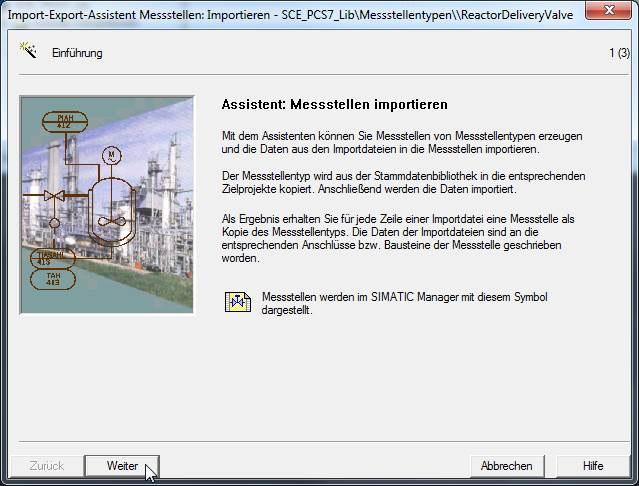 Import-Export-Assistent Messstellen: Importieren - SCE_PCS7_Lib\Messstellentypen\\ReactorDeliveryValve
Einführung
1 (3)
PIAH
412
M
TIASAHL
413
TAH
413
Assistent: Messstellen importieren
Mit dem Assistenten können Sie Messstellen von Messstellentypen erzeugen
und die Daten aus den Importdateien in die Messstellen importieren.
Der Messstellentyp wird aus der Stammdatenbibliothek in die entsprechenden
Zielprojekte kopiert. Anschließend werden die Daten importiert.
Als Ergebnis erhalten Sie für jede Zeile einer Importdatei eine Messstelle als
Kopie des Messstellentyps. Die Daten der Importdateien sind an die
entsprechenden Anschlüsse bzw. Bausteine der Messstelle geschrieben
worden.
Messstellen werden im SIMATIC Manager mit diesem Symbol
dargestellt.
Zurück
Weiter
Abbrechen
Hilfe